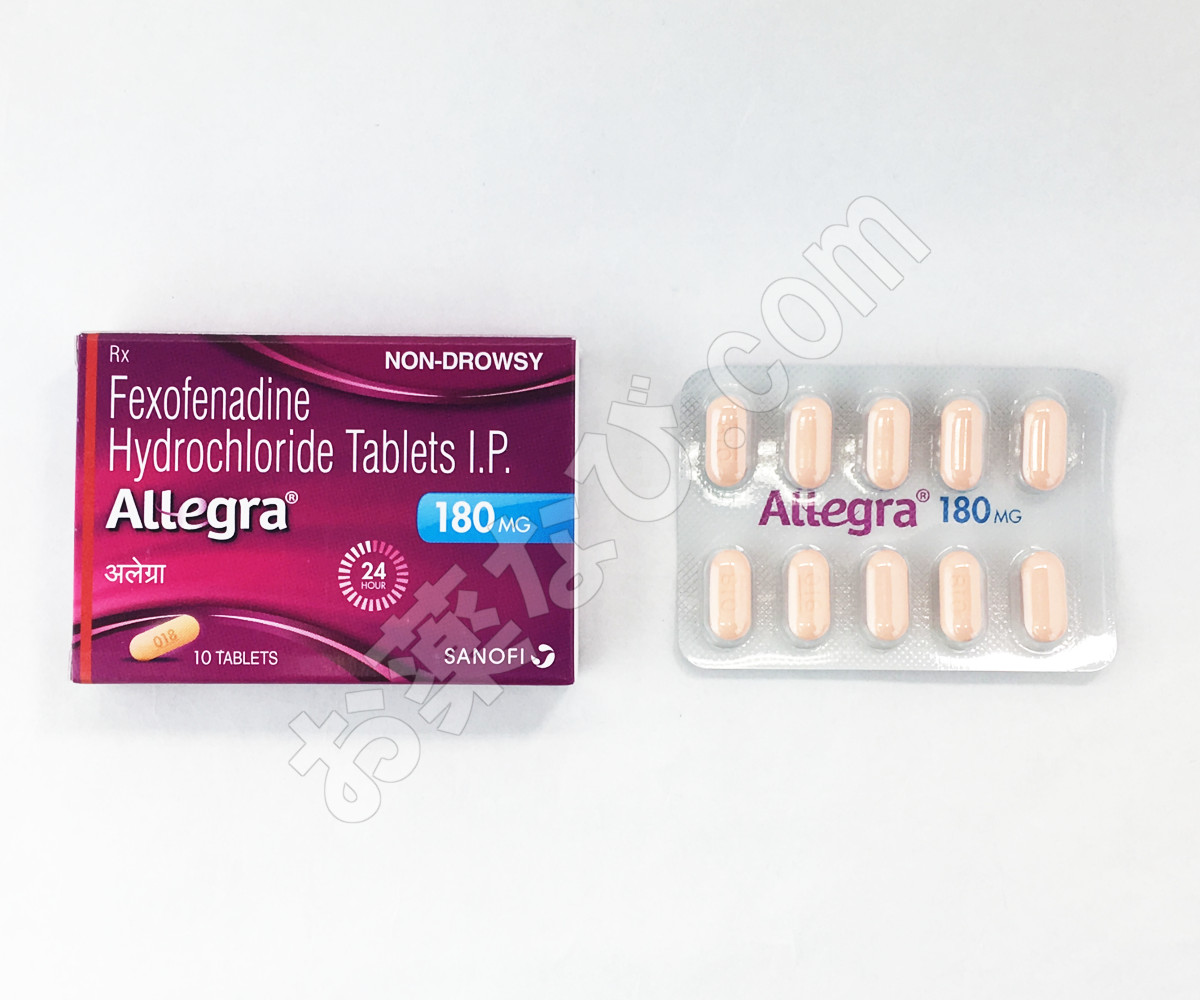 Rx
NON-DROWSY
Fexofenadine
Hydrochloride Tablets I.P.
Allegra®
180 MG
अलेग्रा
24
HOUR
018
10 TABLETS
SANOFI
Allegra® 180 MG
お薬なび.com